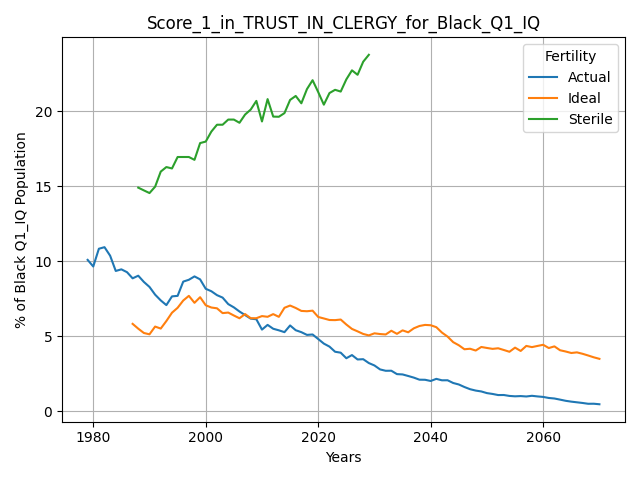 Score_1_in_TRUST_IN_CLERGY_for_Black_Q1_IQ
Fertility
Actual
Ideal
Sterile
% of Black Q1_IQ Population
20
15
10
5
0
1980 2000 2020 2040 2060
Years